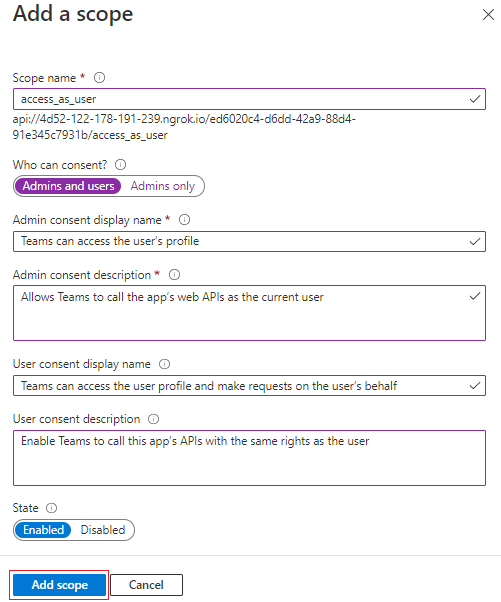 Add a scope
Scope name *
access_as_user
api://4d52-122-178-191-239.ngrok.io/ed6020c4-d6dd-42a9-88d4-
91e345c7931b/access_as_user
Who can consent?
Admins and users Admins only
Admin consent display name *
Teams can access the user’s profile
Admin consent description *
Allows Teams to call the app’s web APIs as the current user
User consent display name
Teams can access the user profile and make requests on the user’s behalf
User consent description
Enable Teams to call this app’s APIs with the same rights as the user
State
Enabled Disabled
Add scope Cancel